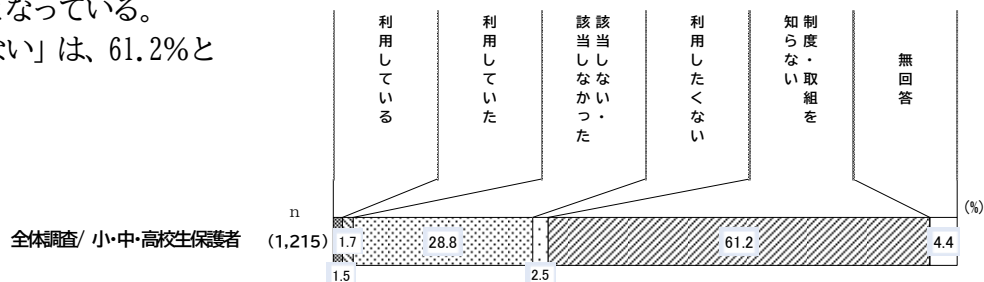 なっている。
ない」は、61.2%と
利用している
利用していた
該当しない・
該当しなかった
利用したくない
制度・取組を
知らない
無回答
(%)
n
全体調査/ 小・中・高校生保護者 (1,215) 1.7 28.8 61.2 4.4
1.5 2.5